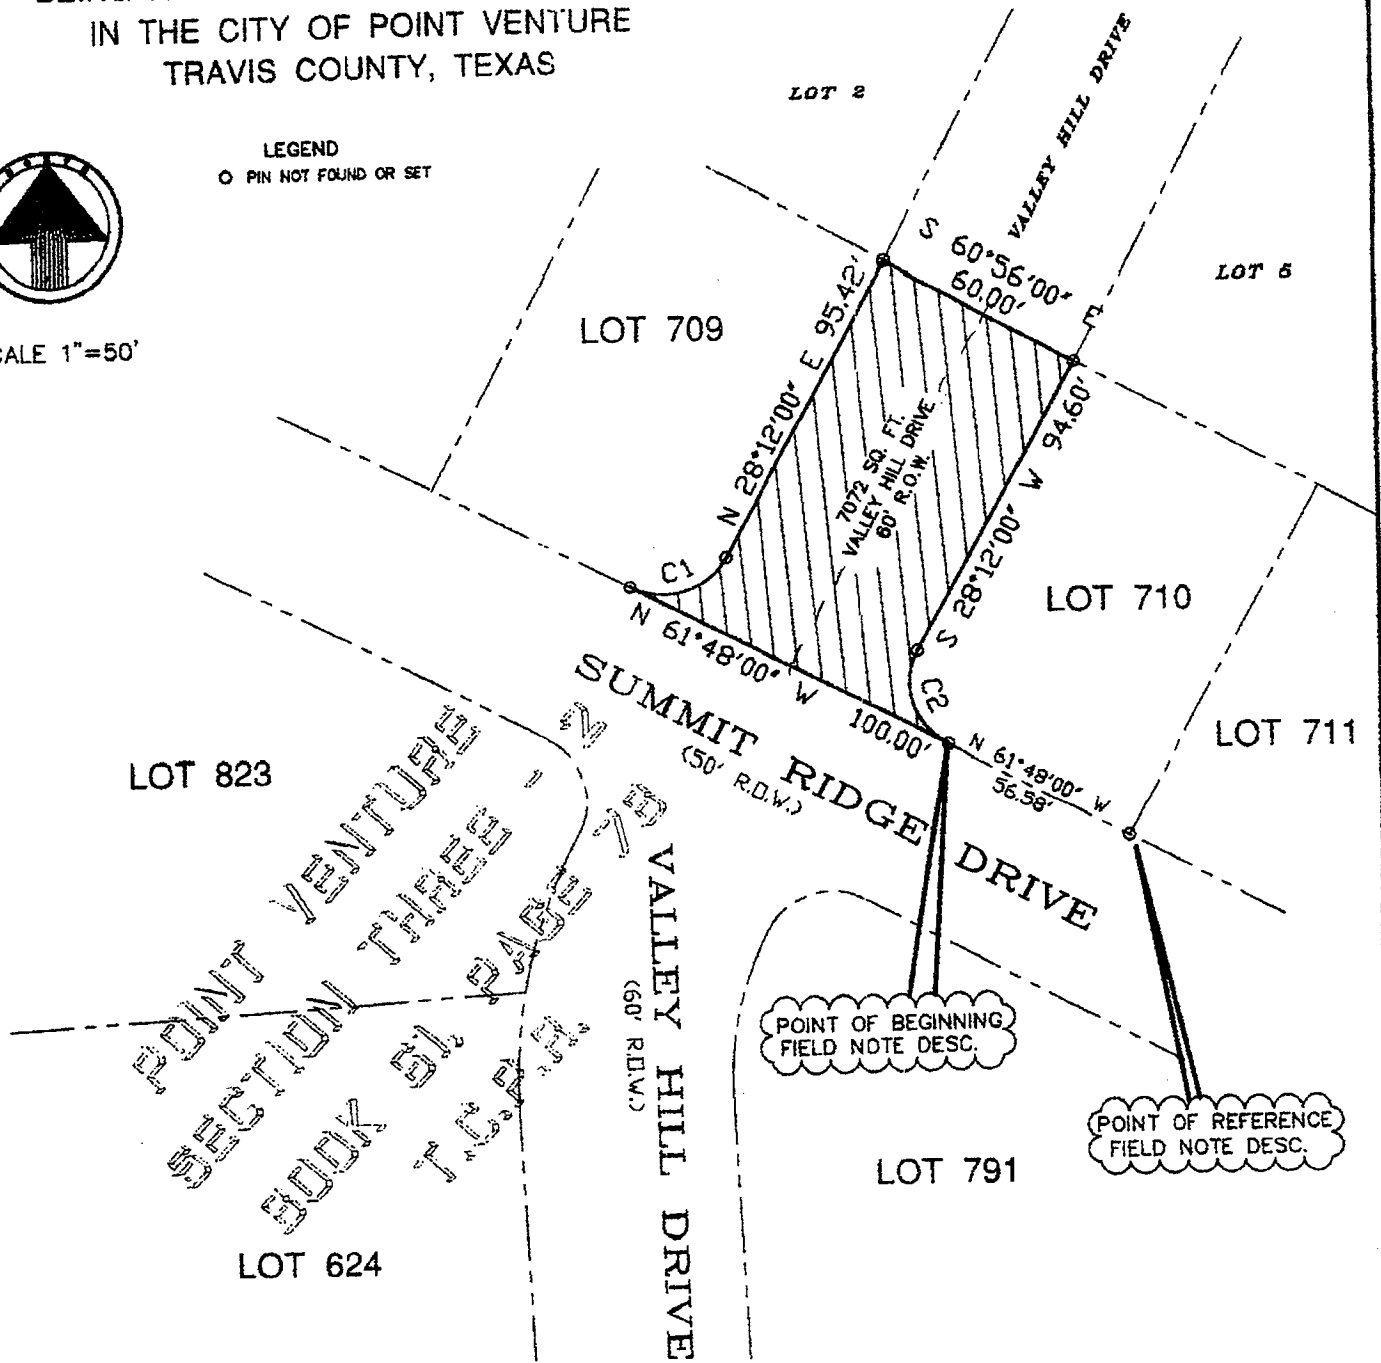 IN THE CITY OF POINT VENTURE
TRAVIS COUNTY, TEXAS
LEGEND
O PIN NOT FOUND OR SET
LOT 2
VALLEY HILL DRIVE
LOT 5
S 60°56'00" E
60.00'
LOT 709
CALE 1"=50'
N 28°12'00" E 95.42'
7072 SQ. FT.
VALLEY HILL DRIVE
60' R.O.W.
S 28°12'00" W 94.60'
C1
C2
LOT 710
N 61°48'00" W 100.00'
SUMMIT RIDGE DRIVE
(50' R.O.W.)
N 61°48'00" W
56.58'
LOT 711
LOT 823
POINT VENTURE
SECTION THREE - 2
BOOK 51, PAGE 78
T.C.P.R.
VALLEY HILL DRIVE
(60' R.O.W.)
POINT OF BEGINNING
FIELD NOTE DESC.
POINT OF REFERENCE
FIELD NOTE DESC.
LOT 791
LOT 624